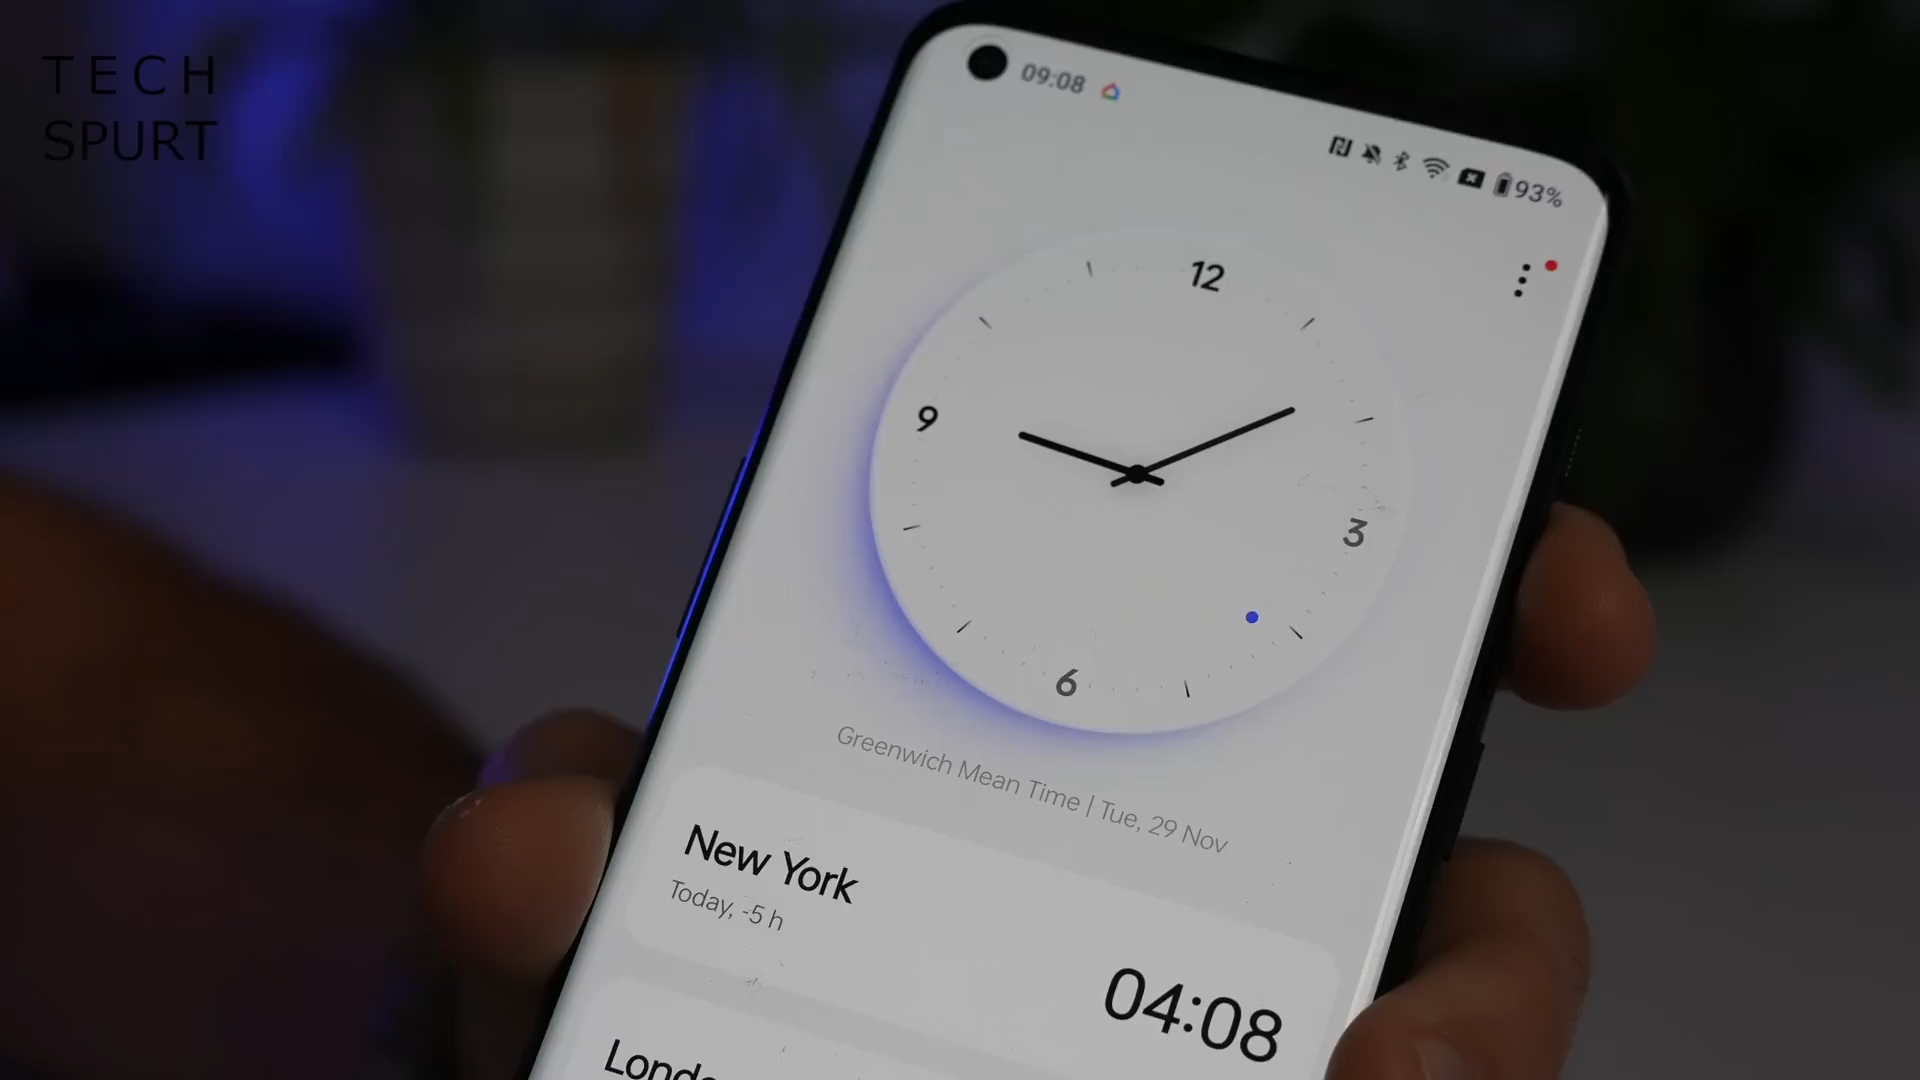 TECH
SPURT
09:08
93%
12
9
3
6
Greenwich Mean Time | Tue, 29 Nov
New York
Today, -5 h
04:08